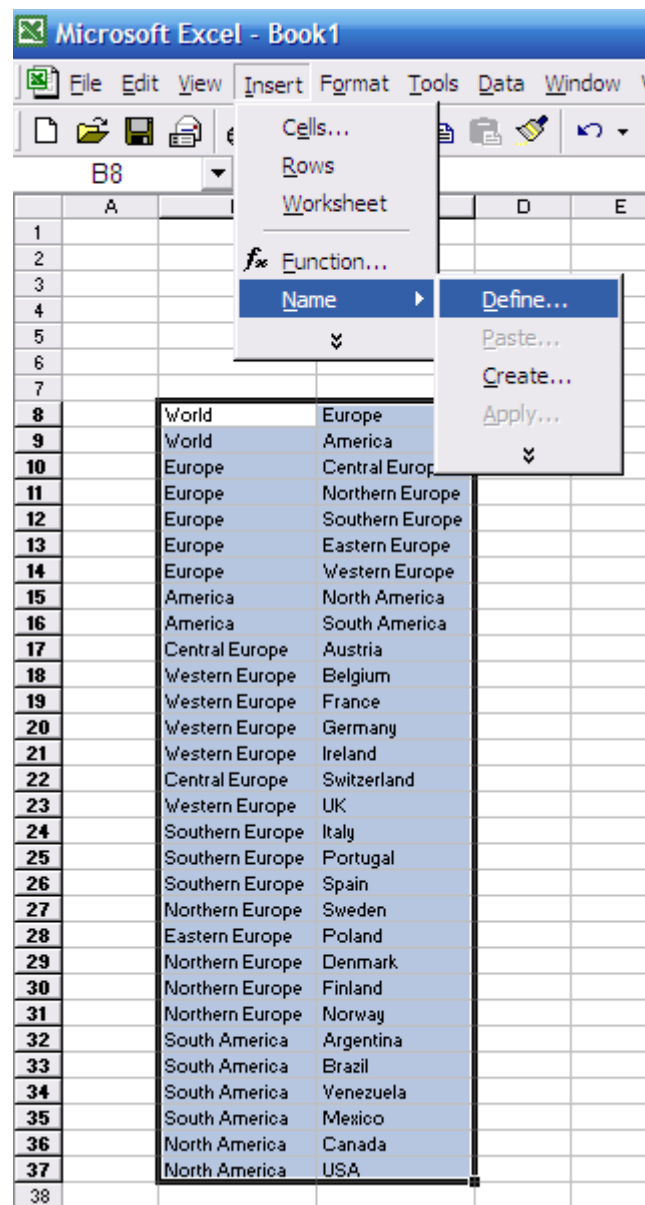 Microsoft Excel - Book1
File Edit View Insert Format Tools Data Window
Cells...
B8
Rows
Worksheet
A D E
1
2
fx Function...
3
Name Define...
4
5
Paste...
6
Create...
7
8 World Europe Apply...
9 World America
10 Europe Central Europ
11 Europe Northern Europe
12 Europe Southern Europe
13 Europe Eastern Europe
14 Europe Western Europe
15 America North America
16 America South America
17 Central Europe Austria
18 Western Europe Belgium
19 Western Europe France
20 Western Europe Germany
21 Western Europe Ireland
22 Central Europe Switzerland
23 Western Europe UK
24 Southern Europe Italy
25 Southern Europe Portugal
26 Southern Europe Spain
27 Northern Europe Sweden
28 Eastern Europe Poland
29 Northern Europe Denmark
30 Northern Europe Finland
31 Northern Europe Norway
32 South America Argentina
33 South America Brazil
34 South America Venezuela
35 South America Mexico
36 North America Canada
37 North America USA
38